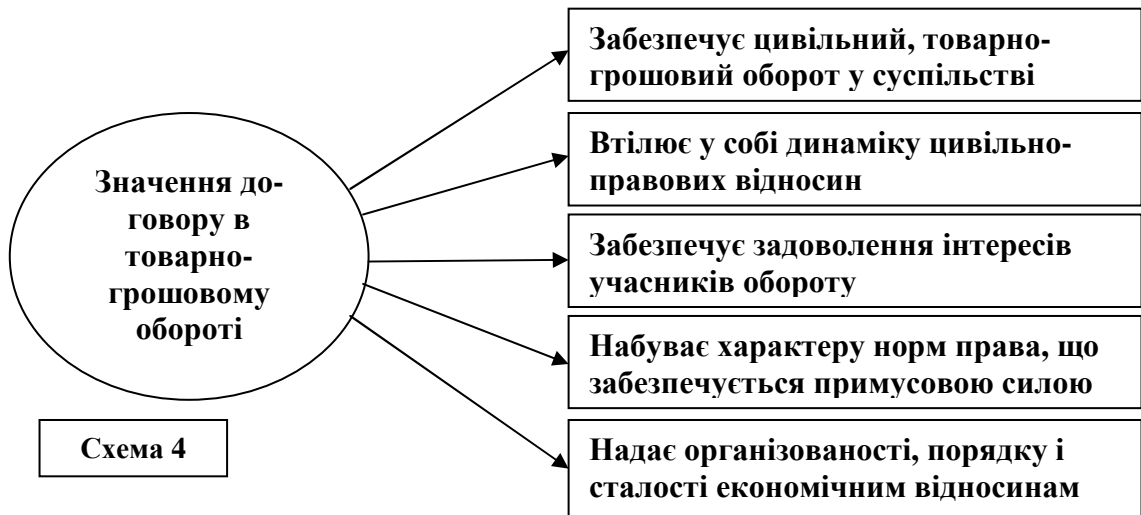 Значення до-
говору в
товарно-
грошовому
обороті
Забезпечує цивільний, товарно-
грошовий оборот у суспільстві
Втілює у собі динаміку цивільно-
правових відносин
Забезпечує задоволення інтересів
учасників обороту
Набуває характеру норм права, що
забезпечується примусовою силою
Надає організованості, порядку і
сталості економічним відносинам
Схема 4